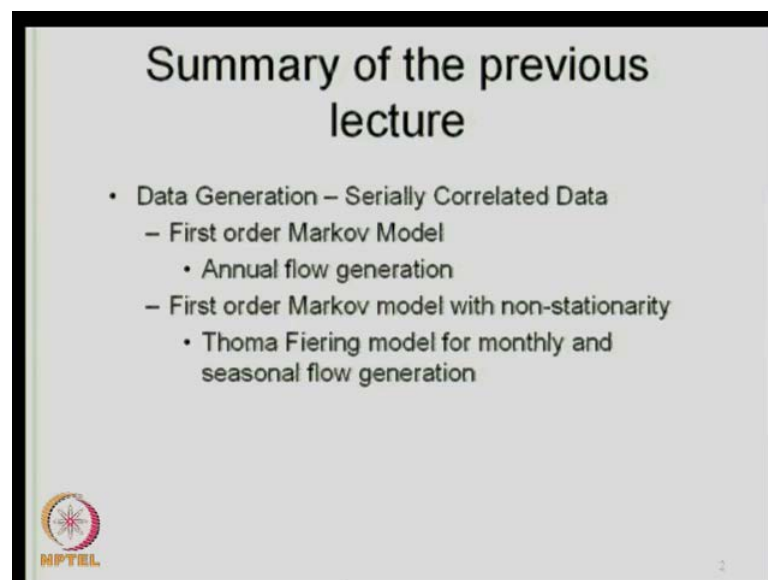 Summary of the previous
lecture
• Data Generation – Serially Correlated Data
– First order Markov Model
• Annual flow generation
– First order Markov model with non-stationarity
• Thoma Fiering model for monthly and
seasonal flow generation
NPTEL
2